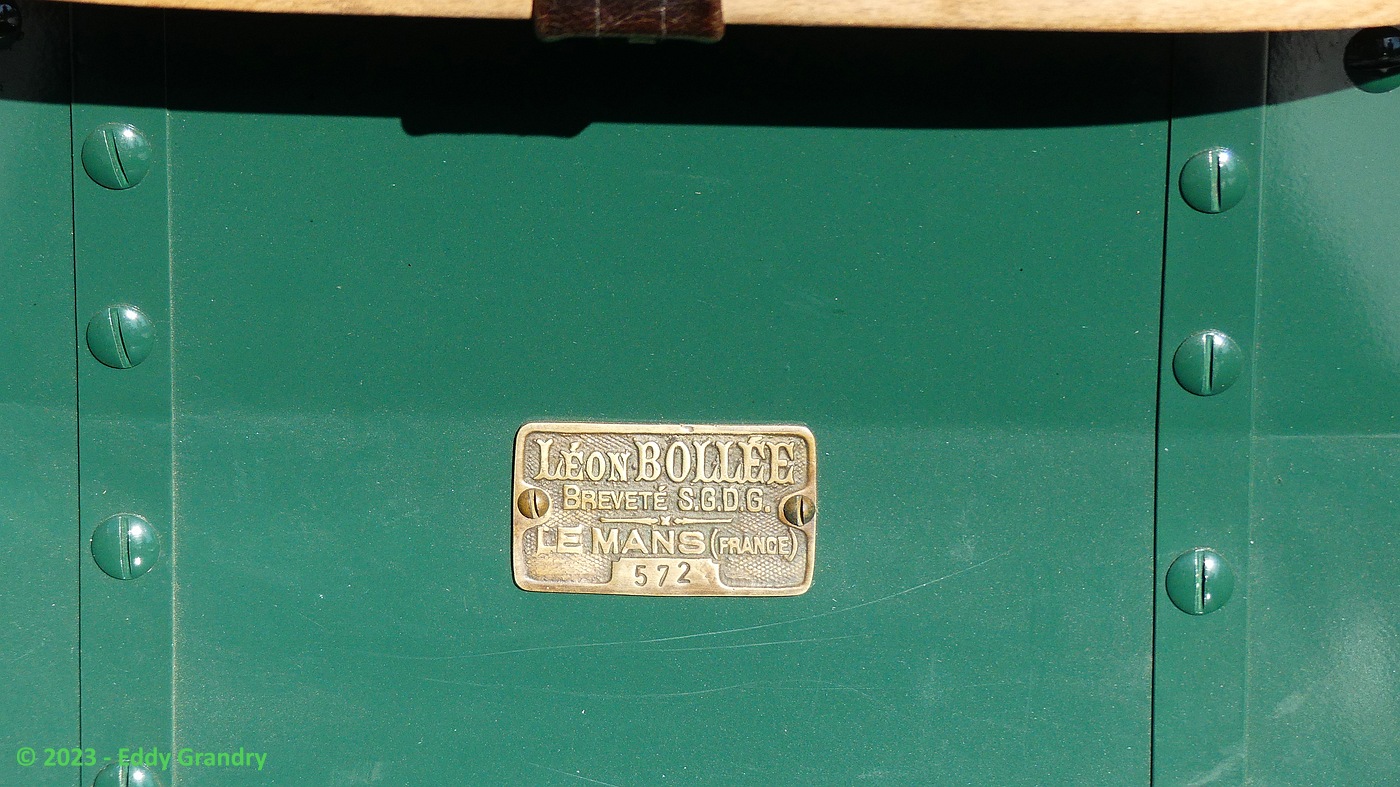 LÉON BOLLÉE
BREVETÉ S.G.D.G.
LE MANS (FRANCE)
572
© 2023 - Eddy Grandry